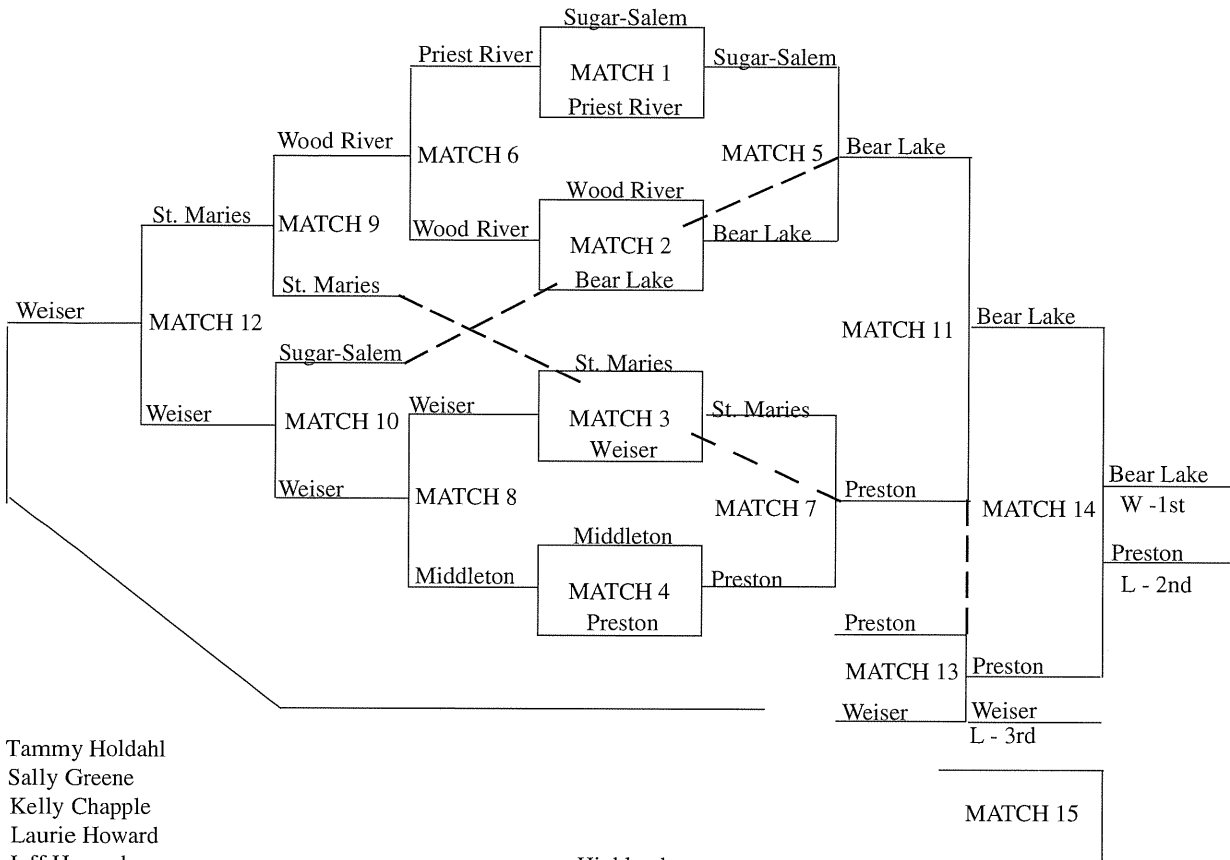 Sugar-Salem
Priest River
MATCH 1
Sugar-Salem
Priest River
Wood River
MATCH 6
MATCH 5
Bear Lake
Wood River
St. Maries
MATCH 9
Wood River
MATCH 2
Bear Lake
Bear Lake
St. Maries
Weiser
MATCH 12
MATCH 11
Bear Lake
Sugar-Salem
St. Maries
Weiser
MATCH 10
Weiser
MATCH 3
St. Maries
Weiser
Bear Lake
Weiser
MATCH 8
MATCH 7
Preston
MATCH 14
W -1st
Middleton
Preston
Middleton
MATCH 4
Preston
L - 2nd
Preston
Preston
MATCH 13
Preston
Weiser
Weiser
L - 3rd
Tammy Holdahl
Sally Greene
Kelly Chapple
MATCH 15
Laurie Howard